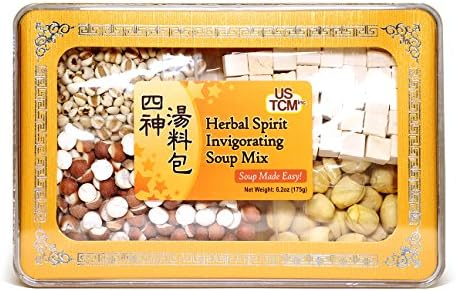 四神
湯料包
US
TCM Inc.
Herbal Spirit
Invigorating
Soup Mix
Soup Made Easy!
Net Weight: 6.2oz (175g)